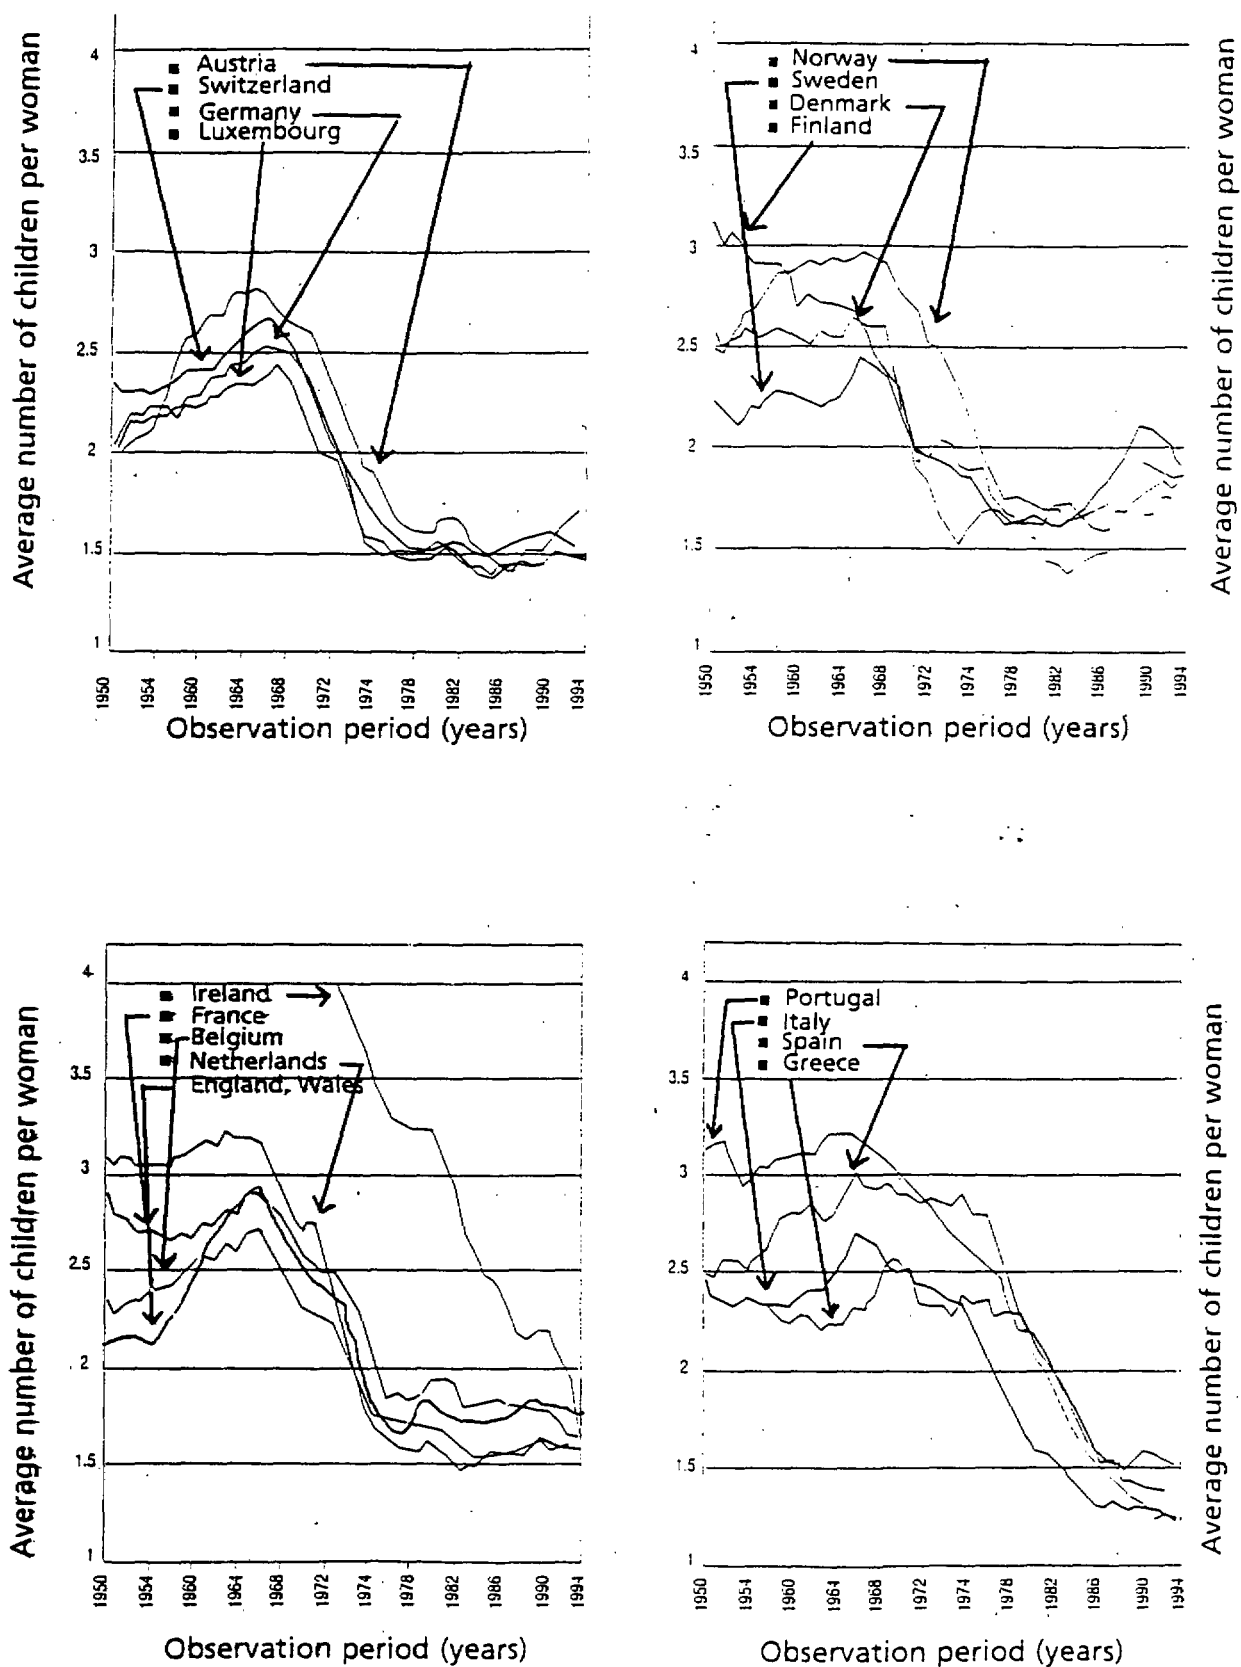 Average number of children per woman
4
3.5
3
2.5
2
1.5
1
Austria
Switzerland
Germany
Luxembourg
1950 1954 1960 1964 1968 1972 1974 1978 1982 1986 1990 1994
Observation period (years)
4
3.5
3
2.5
2
1.5
1
Norway
Sweden
Denmark
Finland
1950 1954 1960 1964 1968 1972 1974 1978 1982 1986 1990 1994
Observation period (years)
Average number of children per woman
Average number of children per woman
4
3.5
3
2.5
2
1.5
1
Ireland
France
Belgium
Netherlands
England, Wales
1950 1954 1960 1964 1968 1972 1974 1978 1982 1986 1990 1994
Observation period (years)
4
3.5
3
2.5
2
1.5
1
Portugal
Italy
Spain
Greece
1950 1954 1960 1964 1968 1972 1974 1978 1982 1986 1990 1994
Observation period (years)
Average number of children per woman